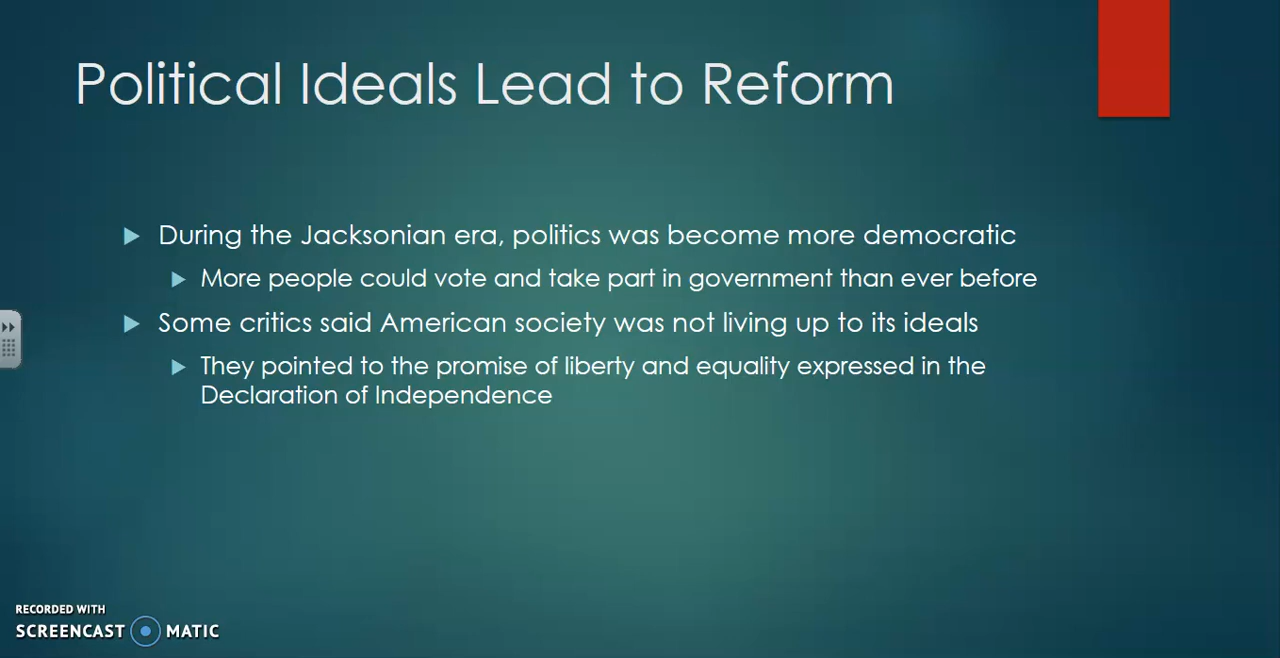 Political Ideals Lead to Reform
During the Jacksonian era, politics was become more democratic
More people could vote and take part in government than ever before
Some critics said American society was not living up to its ideals
They pointed to the promise of liberty and equality expressed in the
Declaration of Independence
RECORDED WITH
SCREENCAST MATIC